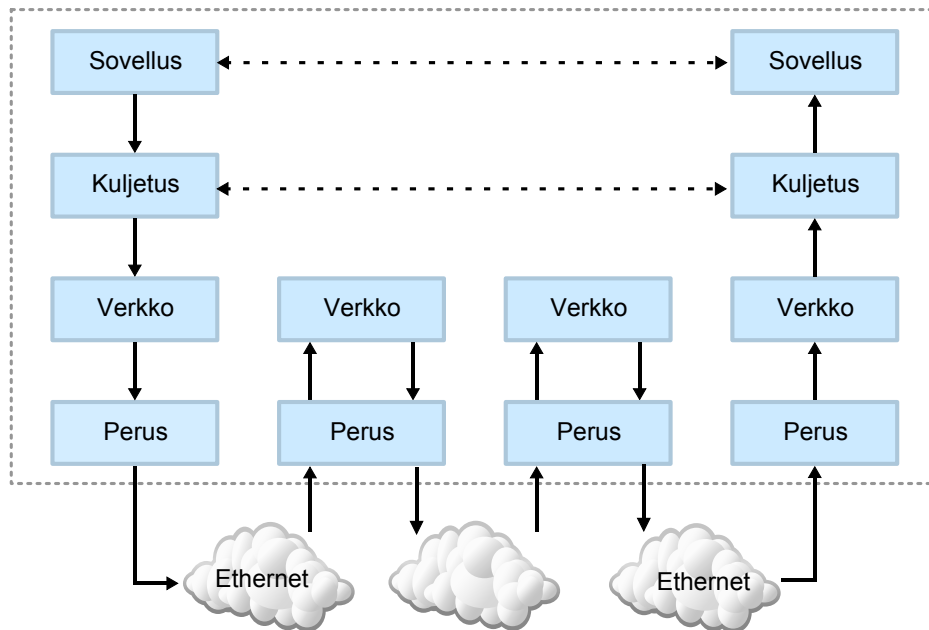 Sovellus
Sovellus
Kuljetus
Kuljetus
Verkko
Verkko
Verkko
Verkko
Perus
Perus
Perus
Perus
Ethernet
Ethernet